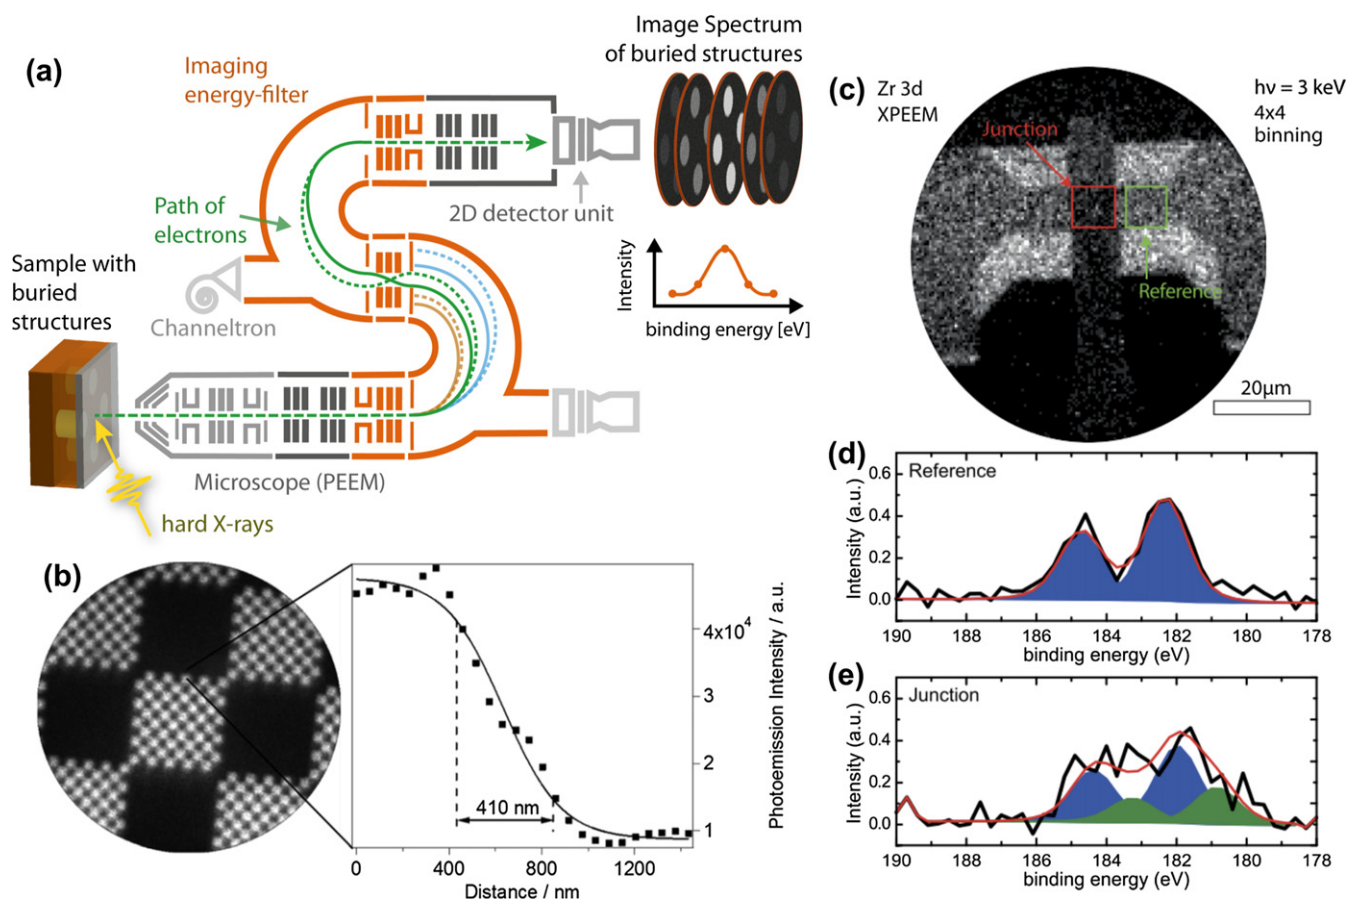 (a)
Imaging
energy-filter
Image Spectrum
of buried structures
Path of
electrons
2D detector unit
Sample with
buried
structures
Channeltron
Intensity
binding energy [eV]
Microscope (PEEM)
hard X-rays
(b)
4x10⁴
3
2
1
Photoemission Intensity / a.u.
410 nm
0
400
800
1200
Distance / nm
(c)
Zr 3d
XPEEM
hν = 3 keV
4x4
binning
Junction
Reference
20µm
(d)
Reference
Intensity (a.u.)
0.6
0.4
0.2
0.0
190 188 186 184 182 180 178
binding energy (eV)
(e)
Junction
Intensity (a.u.)
0.6
0.4
0.2
0.0
190 188 186 184 182 180 178
binding energy (eV)